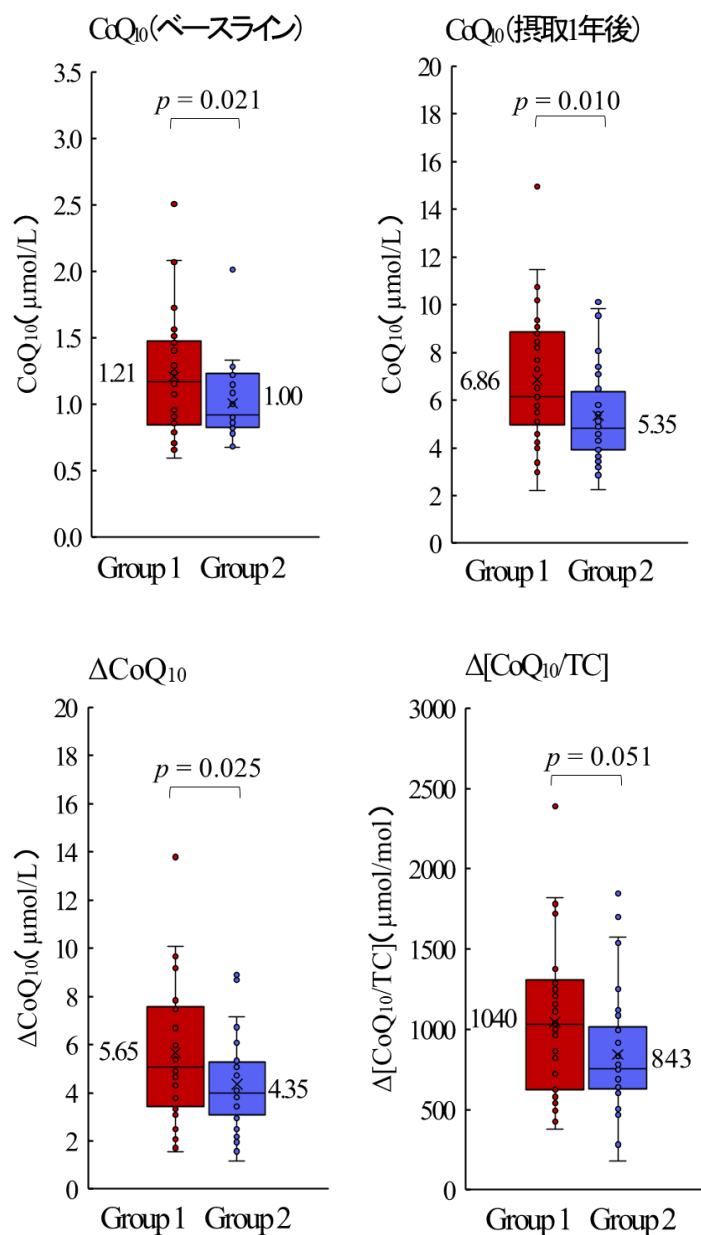 CoQ10(ベースライン)
3.5
3.0
2.5
2.0
1.5
1.0
0.5
0.0
CoQ10(μmol/L)
p = 0.021
1.21
1.00
Group 1 Group 2
CoQ10(摂取1年後)
20
18
16
14
12
10
8
6
4
2
0
CoQ10(μmol/L)
p = 0.010
6.86
5.35
Group 1 Group 2
ΔCoQ10
20
18
16
14
12
10
8
6
4
2
0
ΔCoQ10(μmol/L)
p = 0.025
5.65
4.35
Group 1 Group 2
Δ[CoQ10/TC]
3000
2500
2000
1500
1000
500
0
Δ[CoQ10/TC](μmol/mol)
p = 0.051
1040
843
Group 1 Group 2